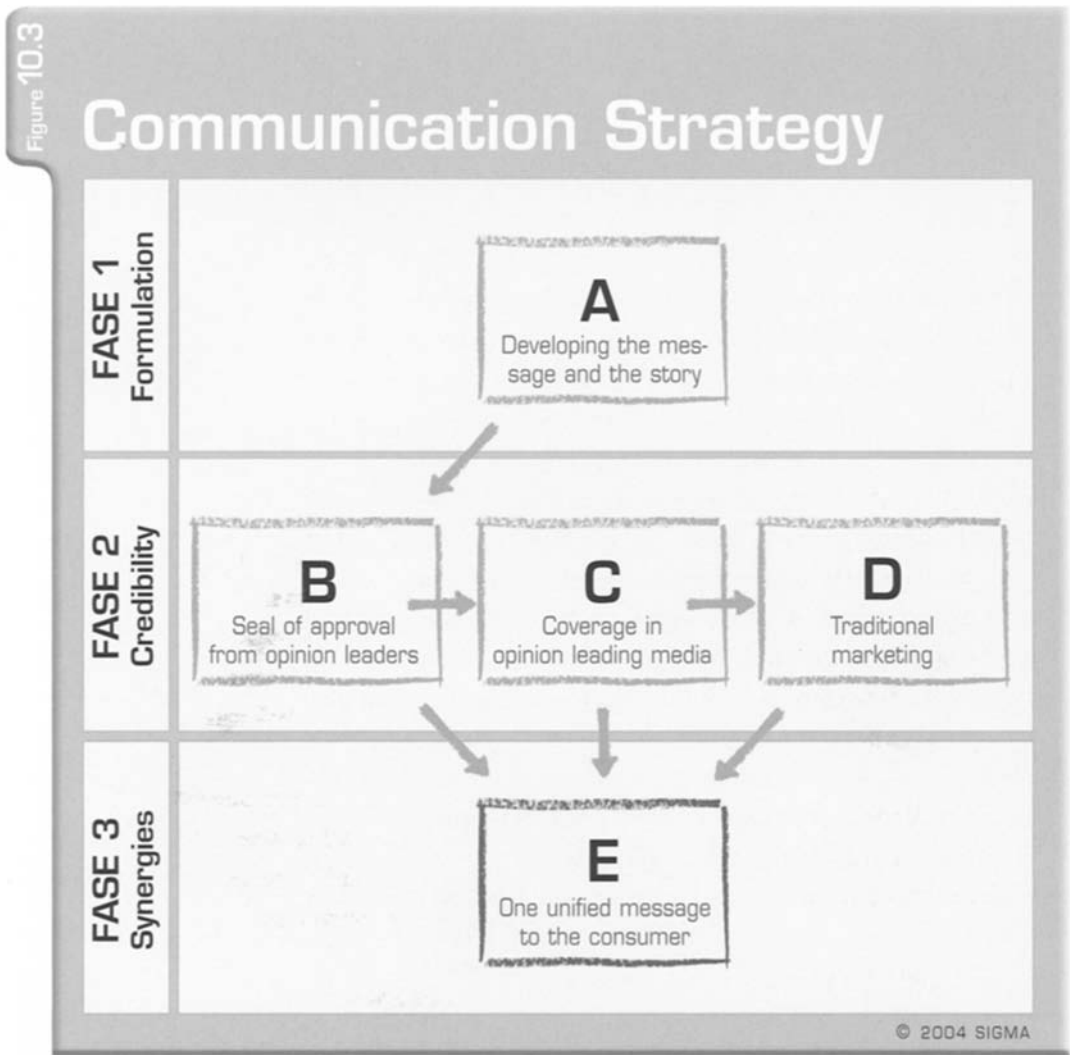 Figure 10.3
Communication Strategy
FASE 1
Formulation
A
Developing the mes-
sage and the story
FASE 2
Credibility
B
Seal of approval
from opinion leaders
C
Coverage in
opinion leading media
D
Traditional
marketing
FASE 3
Synergies
E
One unified message
to the consumer
© 2004 SIGMA